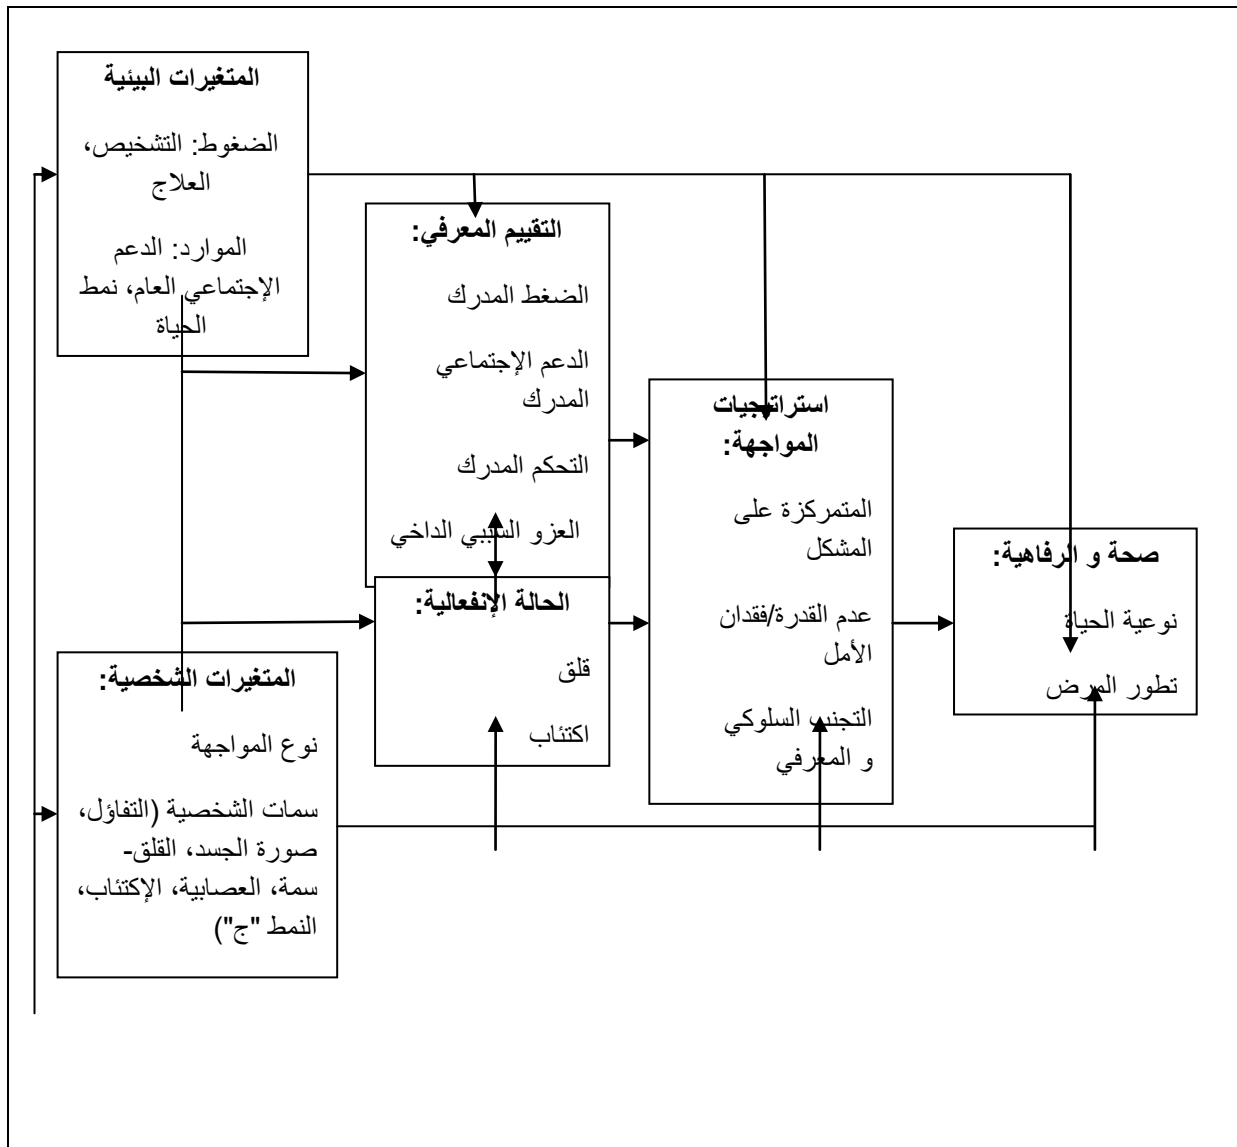 المتغيرات البيئية
الضغوط: التشخيص،
العلاج
الموارد: الدعم
الإجتماعي العام، نمط
الحياة
التقييم المعرفي:
الضغط المدرك
الدعم الإجتماعي
المدرك
التحكم المدرك
العزو السببي الداخي
الحالة الإنفعالية:
قلق
اكتئاب
استراتيجيات
المواجهة:
المتمركزة على
المشكل
عدم القدرة/فقدان
الأمل
التجنب السلوكي
و المعرفي
صحة و الرفاهية:
نوعية الحياة
تطور المرض
المتغيرات الشخصية:
نوع المواجهة
سمات الشخصية (التفاؤل،
صورة الجسد، القلق-
سمة، العصابية، الإكتئاب،
النمط "ج")